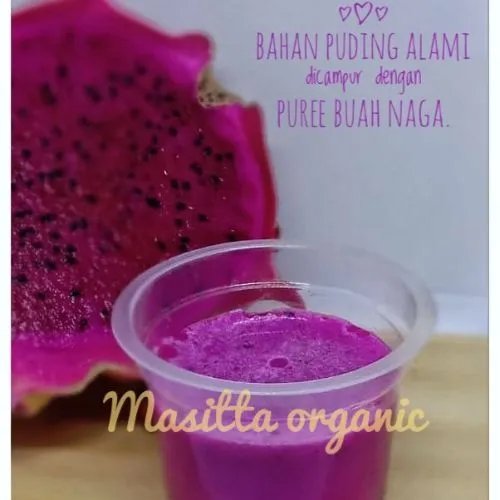 BAHAN PUDING ALAMI
dicampur dengan
PUREE BUAH NAGA.
Masitta organic